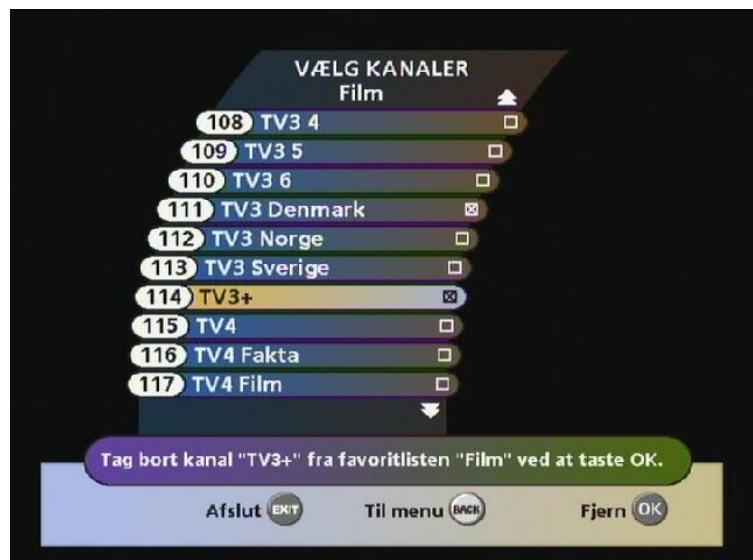 VÆLG KANALER
Film
108 TV3 4
109 TV3 5
110 TV3 6
111 TV3 Denmark
112 TV3 Norge
113 TV3 Sverige
114 TV3+
115 TV4
116 TV4 Fakta
117 TV4 Film
Tag bort kanal "TV3+" fra favoritlisten "Film" ved at taste OK.
Afslut EXIT Til menu BACK Fjern OK